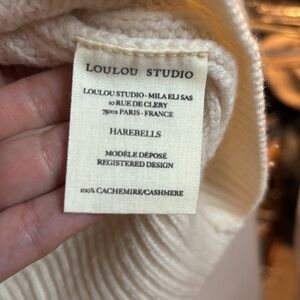 LOULOU STUDIO
LOULOU STUDIO - MILA ELI SAS
10 RUE DE CLERY
75002 PARIS - FRANCE
HAREBELLS
MODÈLE DÉPOSÉ
REGISTERED DESIGN
100% CACHEMIRE/CASHMERE